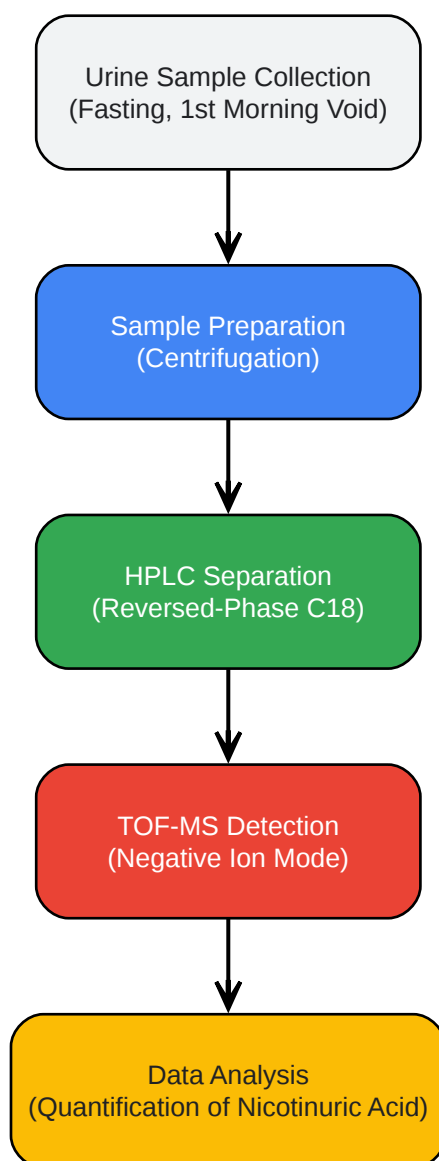 Urine Sample Collection
(Fasting, 1st Morning Void)
Sample Preparation
(Centrifugation)
HPLC Separation
(Reversed-Phase C18)
TOF-MS Detection
(Negative Ion Mode)
Data Analysis
(Quantification of Nicotinuric Acid)